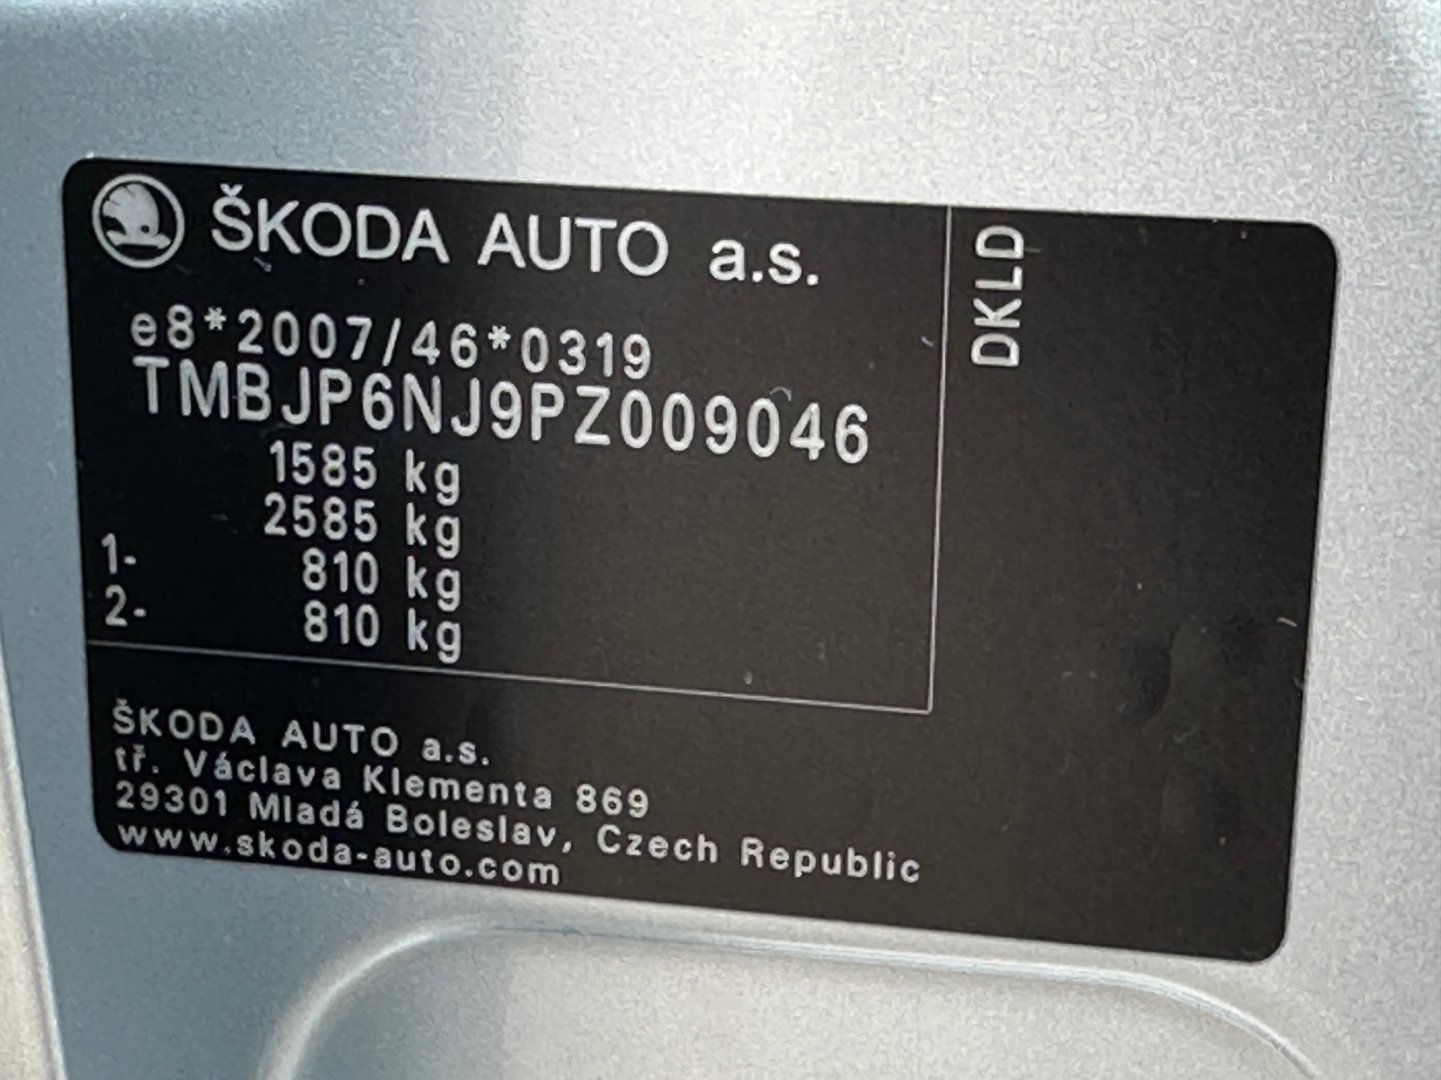 ŠKODA AUTO a.s.
e8*2007/46*0319
TMBJP6NJ9PZ009046
1585 kg
2585 kg
1- 810 kg
2- 810 kg
DKLD
ŠKODA AUTO a.s.
tř. Václava Klementa 869
29301 Mladá Boleslav, Czech Republic
www.skoda-auto.com